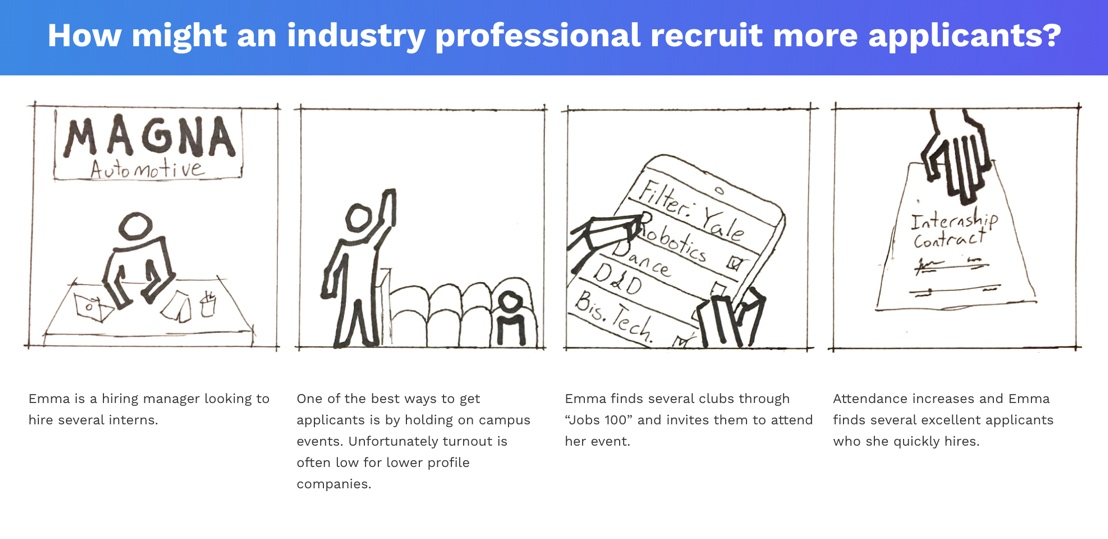 How might an industry professional recruit more applicants?
MAGNA
Automotive
Filter: Yale
Robotics
Dance
D&D
Bis. Tech.
Internship
Contract
Emma is a hiring manager looking to
hire several interns.
One of the best ways to get
applicants is by holding on campus
events. Unfortunately turnout is
often low for lower profile
companies.
Emma finds several clubs through
“Jobs 100” and invites them to attend
her event.
Attendance increases and Emma
finds several excellent applicants
who she quickly hires.